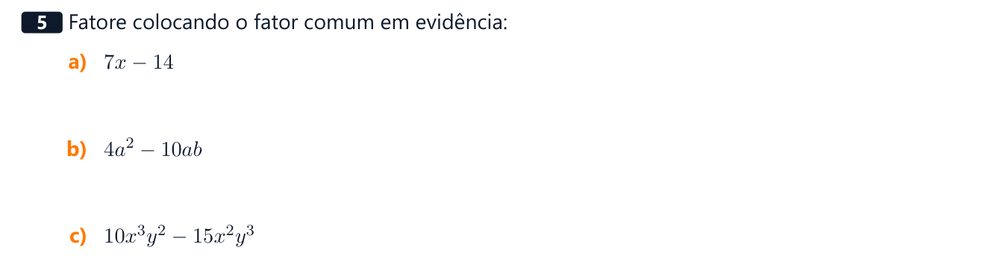 5 Fatore colocando o fator comum em evidência:
a) 7x − 14
b) 4a² − 10ab
c) 10x³y² − 15x²y³